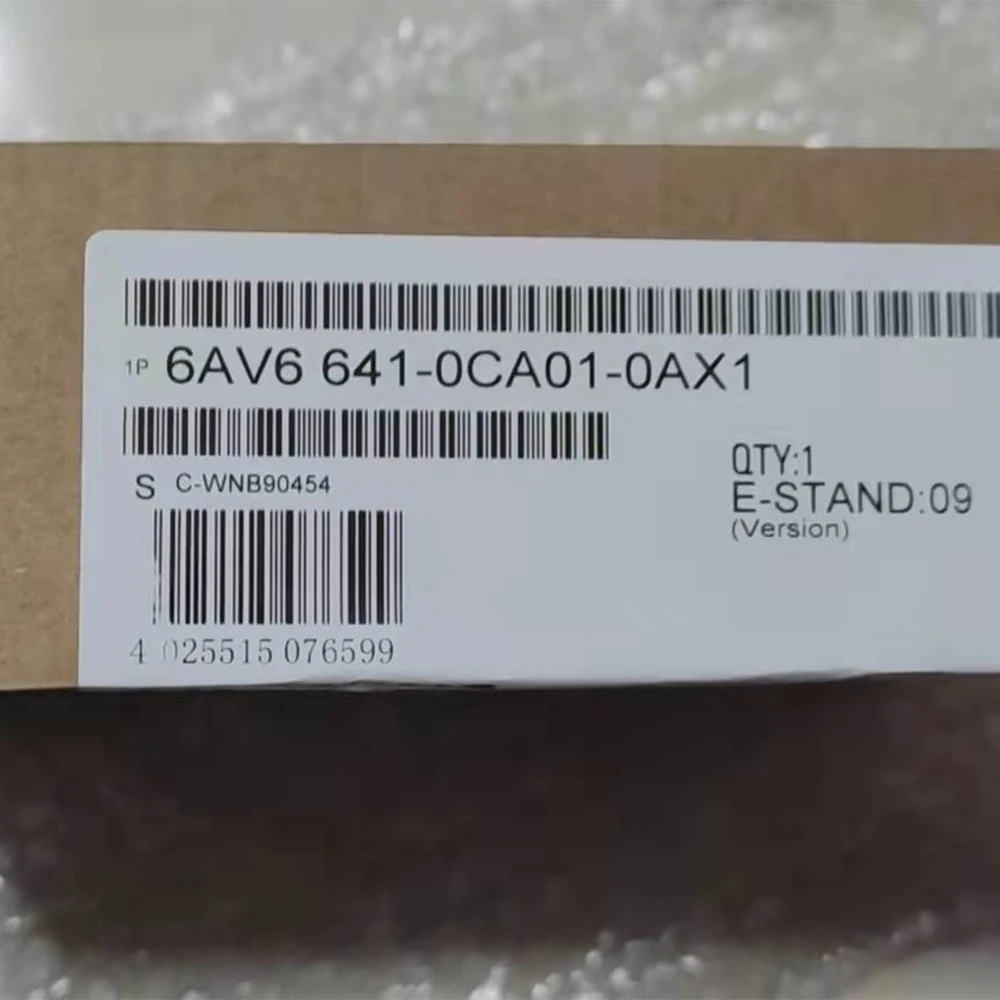 1P 6AV6 641-0CA01-0AX1
S C-WNB90454
QTY:1
E-STAND:09
(Version)
4 025515 076599